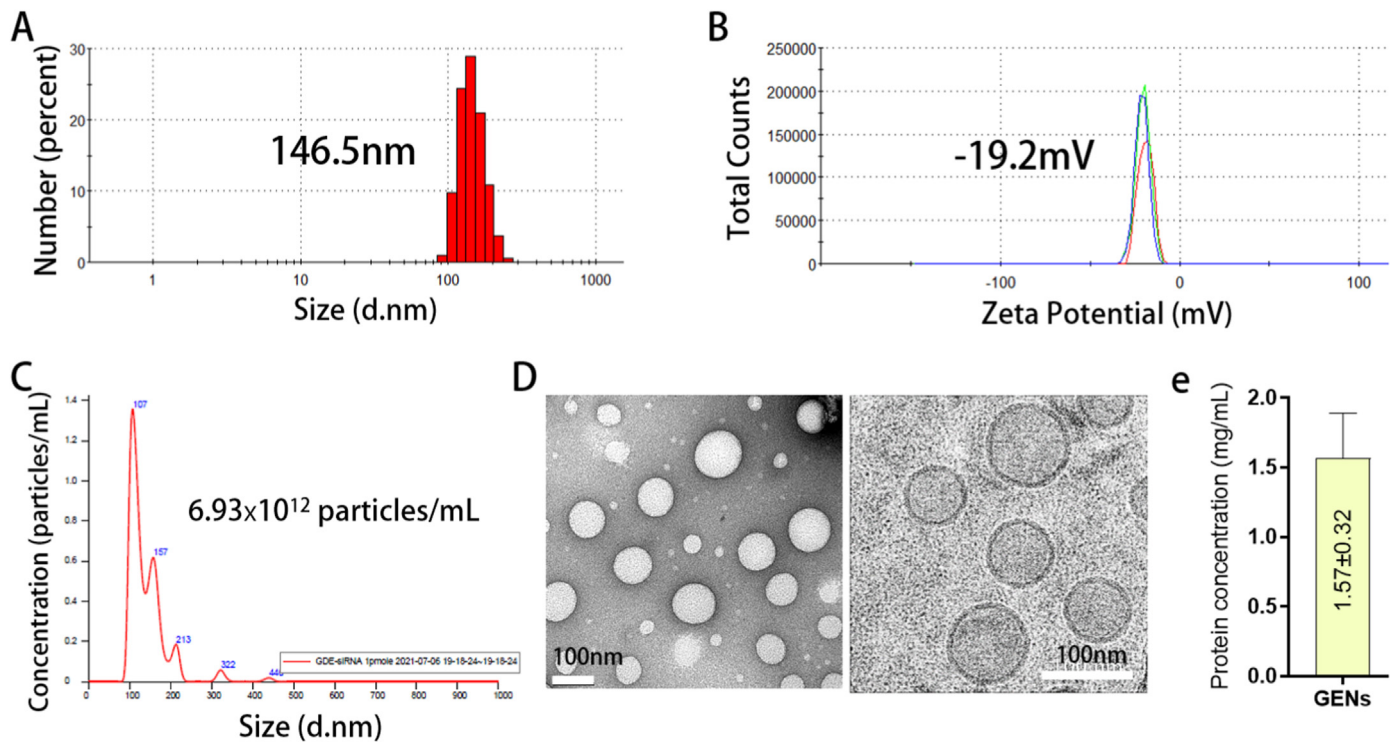 A
Number (percent)
30
20
10
0
146.5nm
1
10
100
1000
Size (d.nm)
B
Total Counts
250000
200000
150000
100000
50000
0
-19.2mV
-100
0
100
Zeta Potential (mV)
C
Concentration (particles/mL)
1.4
1.2
1.0
0.8
0.6
0.4
0.2
0
107
157
213
322
6.93x10¹² particles/mL
GDE-siRNA 1pmole 2021-07-06 19-18-24~19-18-24
0
100
200
300
400
500
600
700
800
900
1000
Size (d.nm)
D
100nm
100nm
e
Protein concentration (mg/mL)
2.0
1.5
1.0
0.5
0.0
1.57±0.32
GENs